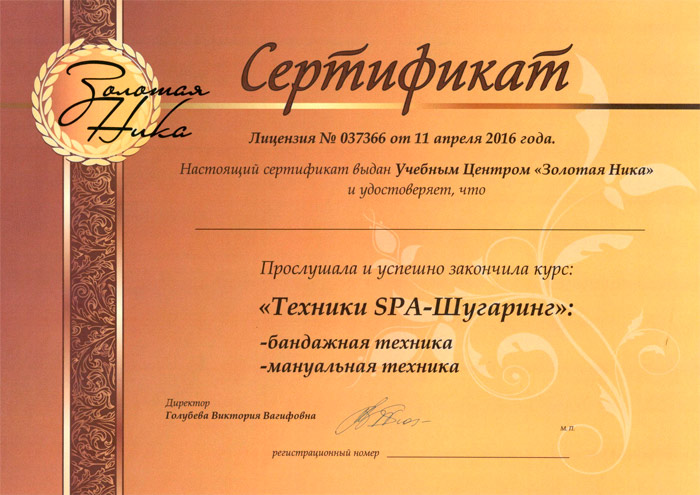 Золотая
Ника
Сертификат
Лицензия № 037366 от 11 апреля 2016 года.
Настоящий сертификат выдан Учебным Центром «Золотая Ника»
и удостоверяет, что
Прослушала и успешно закончила курс:
«Техники SPA-Шугаринг»:
-бандажная техника
-мануальная техника
Директор
Голубева Виктория Вагифовна
м.п.
регистрационный номер